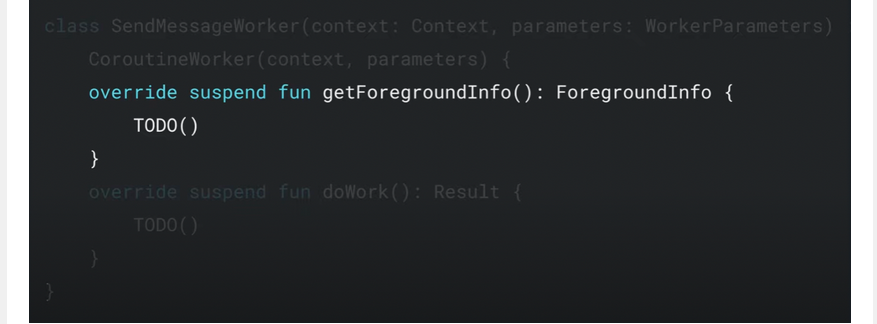 class SendMessageWorker(context: Context, parameters: WorkerParameters)
CoroutineWorker(context, parameters) {
override suspend fun getForegroundInfo(): ForegroundInfo {
TODO()
}
override suspend fun doWork(): Result {
TODO()
}
}